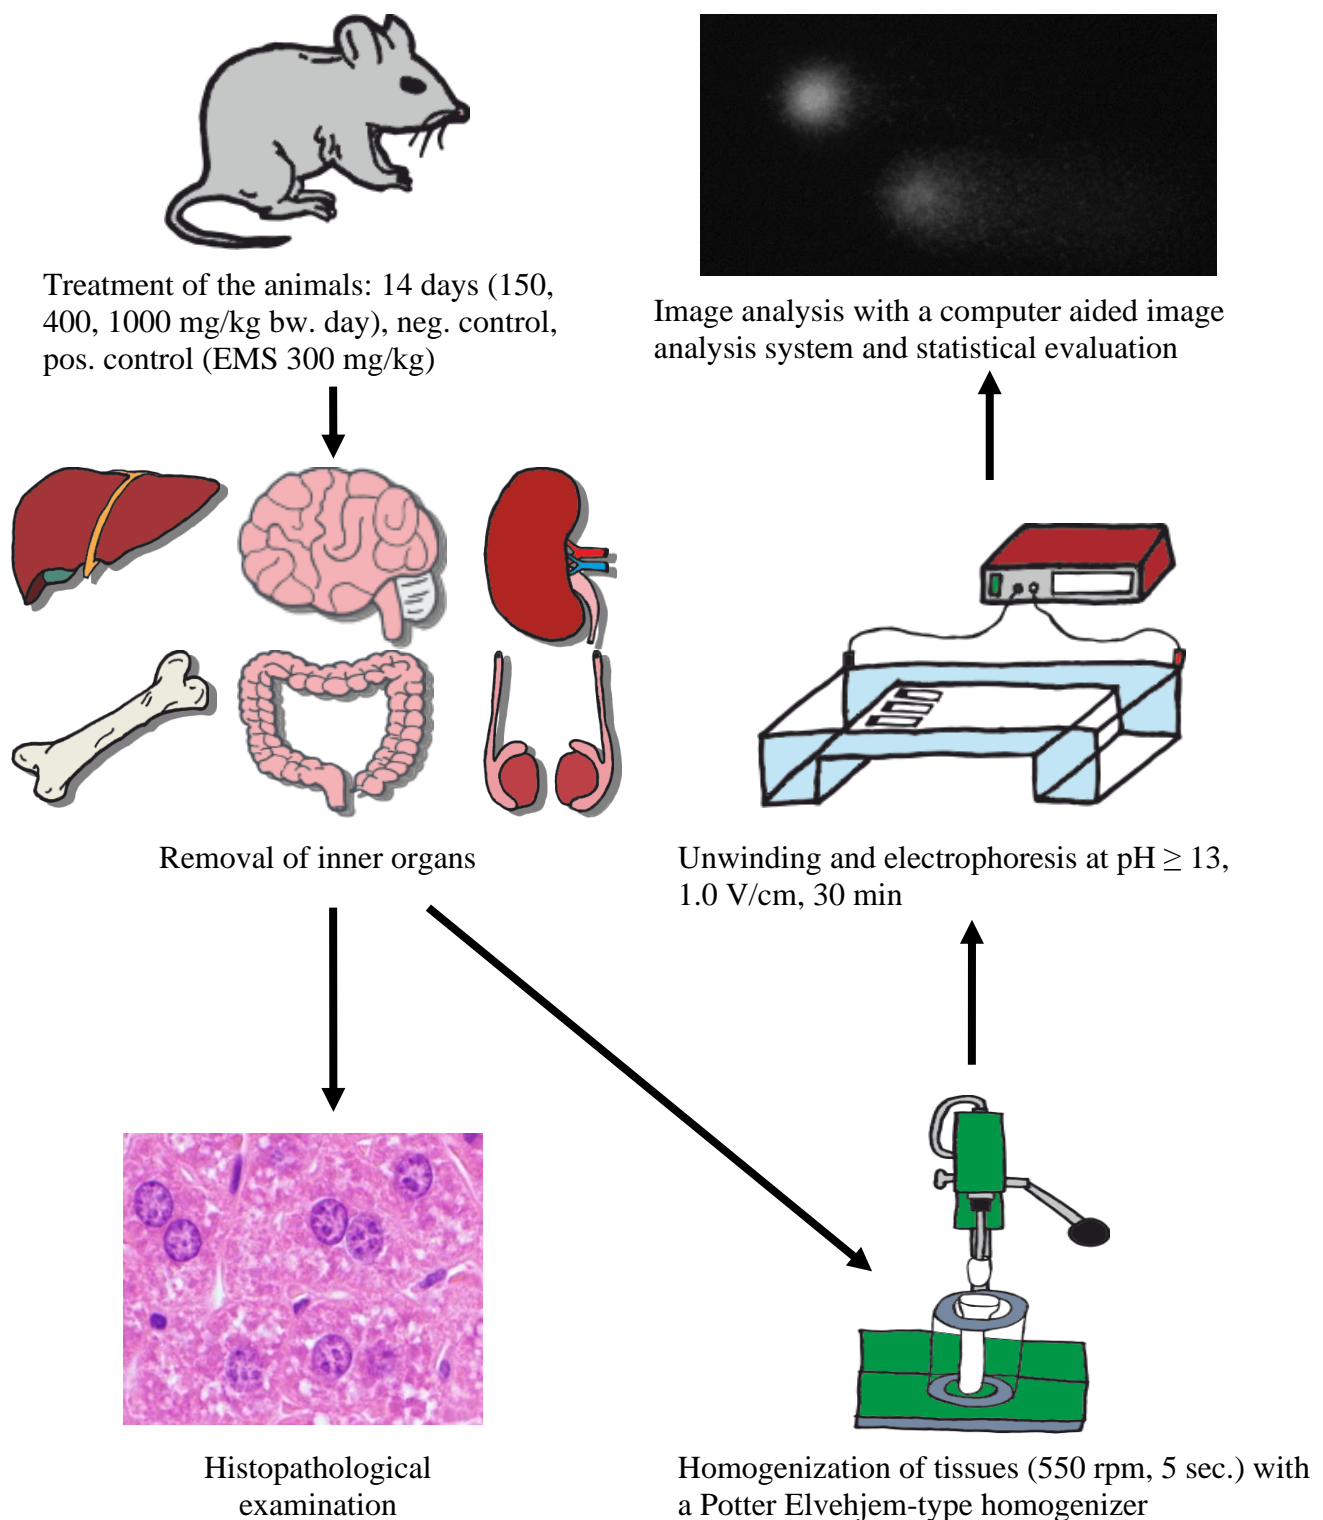 Treatment of the animals: 14 days (150,
400, 1000 mg/kg bw. day), neg. control,
pos. control (EMS 300 mg/kg)
Image analysis with a computer aided image
analysis system and statistical evaluation
Removal of inner organs
Unwinding and electrophoresis at pH ≥ 13,
1.0 V/cm, 30 min
Histopathological
examination
Homogenization of tissues (550 rpm, 5 sec.) with
a Potter Elvehjem-type homogenizer